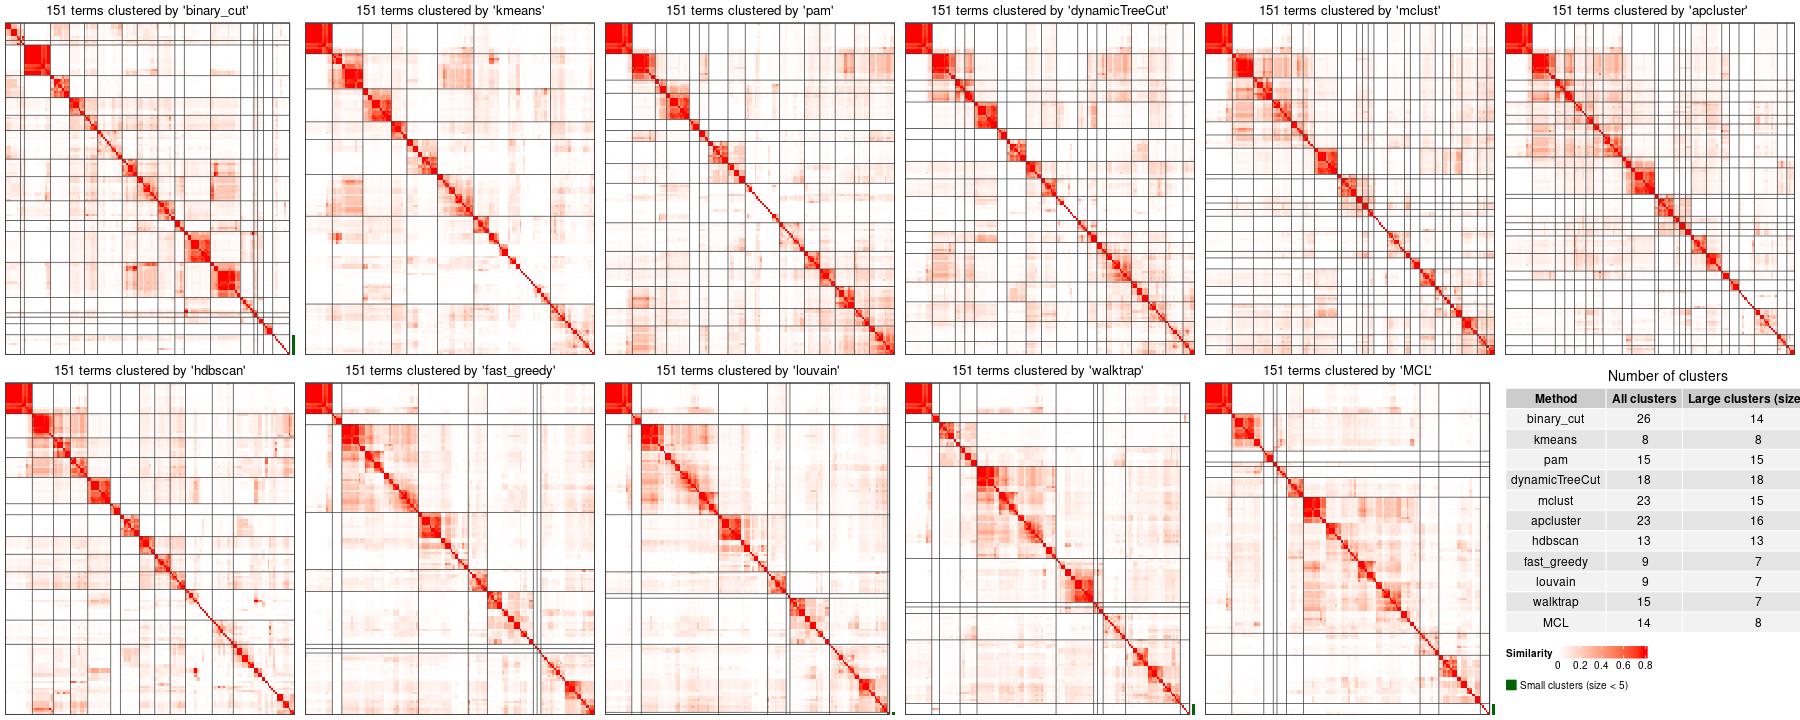 151 terms clustered by 'binary_cut'
151 terms clustered by 'kmeans'
151 terms clustered by 'pam'
151 terms clustered by 'dynamicTreeCut'
151 terms clustered by 'mclust'
151 terms clustered by 'apcluster'
151 terms clustered by 'hdbscan'
151 terms clustered by 'fast_greedy'
151 terms clustered by 'louvain'
151 terms clustered by 'walktrap'
151 terms clustered by 'MCL'
Number of clusters
Method All clusters Large clusters (size
binary_cut 26 14
kmeans 8 8
pam 15 15
dynamicTreeCut 18 18
mclust 23 15
apcluster 23 16
hdbscan 13 13
fast_greedy 9 7
louvain 9 7
walktrap 15 7
MCL 14 8
Similarity
0 0.2 0.4 0.6 0.8
Small clusters (size < 5)